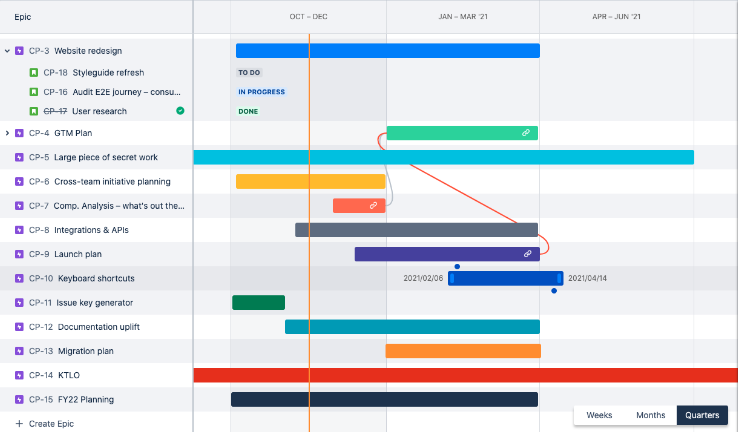 Epic
OCT – DEC
JAN – MAR '21
APR – JUN '21
CP-3 Website redesign
CP-18 Styleguide refresh
TO DO
CP-16 Audit E2E journey – consu...
IN PROGRESS
CP-17 User research
DONE
CP-4 GTM Plan
CP-5 Large piece of secret work
CP-6 Cross-team initiative planning
CP-7 Comp. Analysis – what's out the...
CP-8 Integrations & APIs
CP-9 Launch plan
CP-10 Keyboard shortcuts
2021/02/06
2021/04/14
CP-11 Issue key generator
CP-12 Documentation uplift
CP-13 Migration plan
CP-14 KTLO
CP-15 FY22 Planning
+ Create Epic
Weeks
Months
Quarters